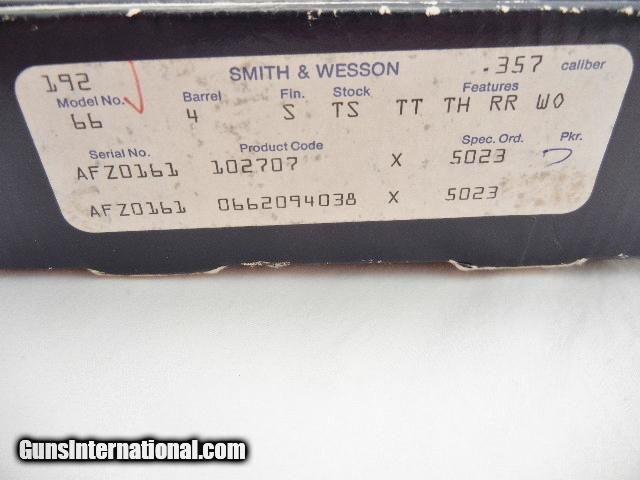 192 SMITH & WESSON .357 caliber
Model No. Barrel Fin. Stock Features
66 4 S TS TT TH RR WO
Serial No. Product Code Spec. Ord. Pkr.
AFZ0161 102707 X 5023
AFZ0161 0662094038 X 5023
GunsInternational.com